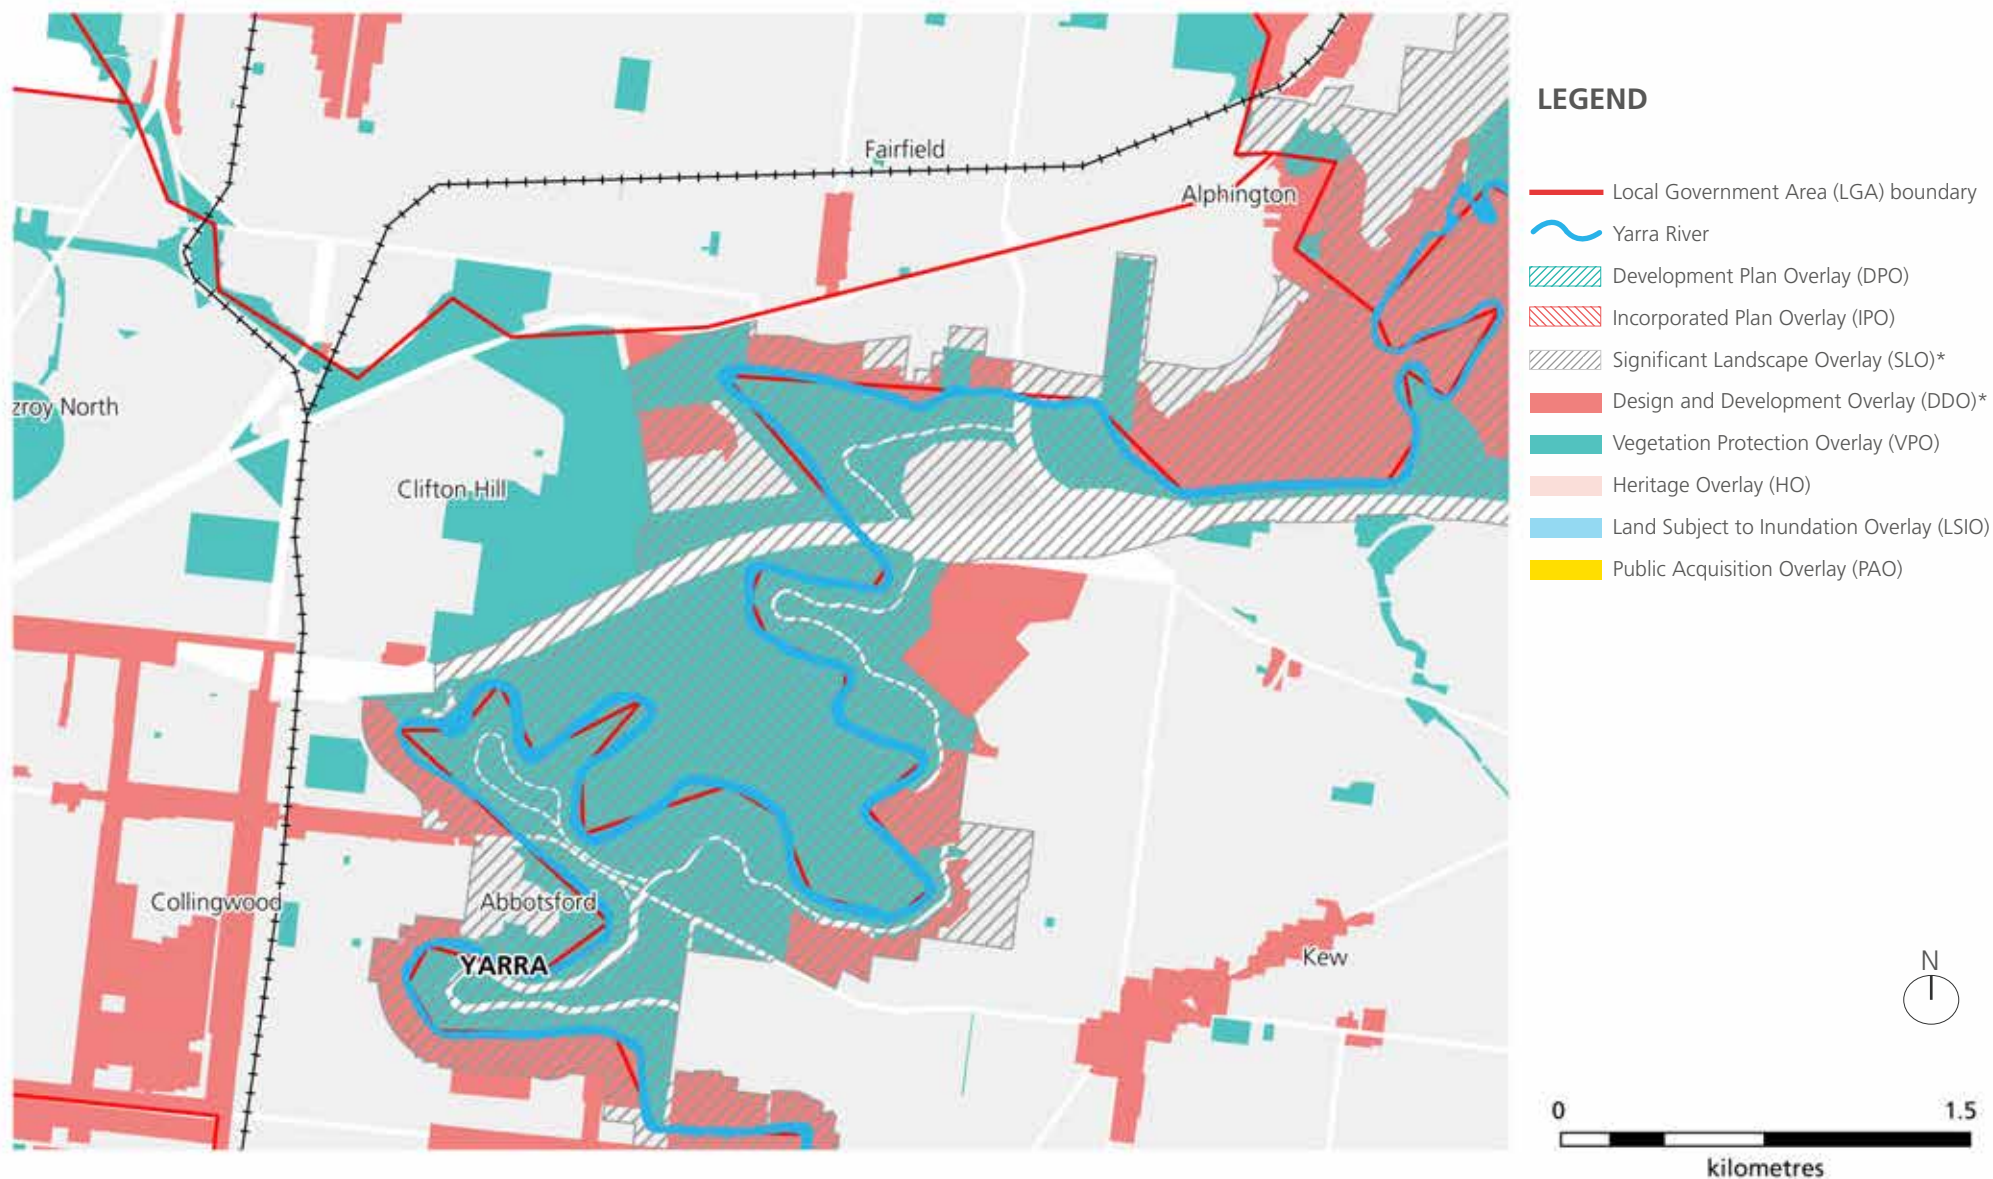 Fairfield
Alphington
zroy North
Clifton Hill
Collingwood
Abbotsford
YARRA
Kew
LEGEND
Local Government Area (LGA) boundary
Yarra River
Development Plan Overlay (DPO)
Incorporated Plan Overlay (IPO)
Significant Landscape Overlay (SLO)*
Design and Development Overlay (DDO)*
Vegetation Protection Overlay (VPO)
Heritage Overlay (HO)
Land Subject to Inundation Overlay (LSIO)
Public Acquisition Overlay (PAO)
N
0 1.5
kilometres